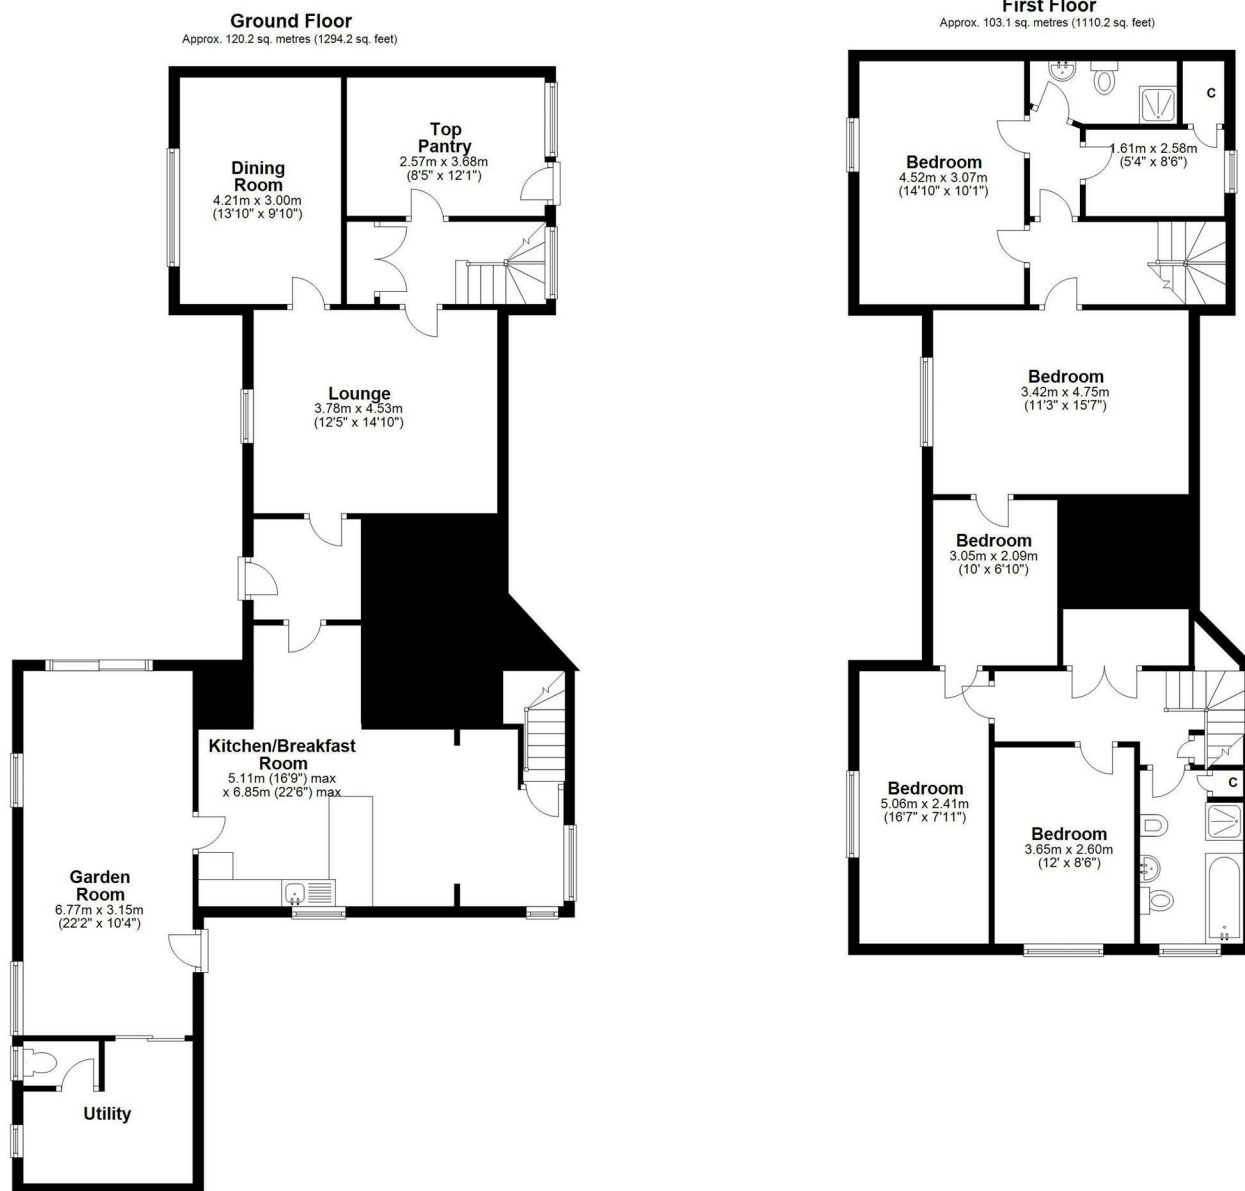 Ground Floor
Approx. 120.2 sq. metres (1294.2 sq. feet)
Top
Pantry
2.57m x 3.68m
(8'5" x 12'1")
Dining
Room
4.21m x 3.00m
(13'10" x 9'10")
Lounge
3.78m x 4.53m
(12'5" x 14'10")
Kitchen/Breakfast
Room
5.11m (16'9") max
x 6.85m (22'6") max
Garden
Room
6.77m x 3.15m
(22'2" x 10'4")
Utility
First Floor
Approx. 103.1 sq. metres (1110.2 sq. feet)
C
Bedroom
4.52m x 3.07m
(14'10" x 10'1")
1.61m x 2.58m
(5'4" x 8'6")
Bedroom
3.42m x 4.75m
(11'3" x 15'7")
Bedroom
3.05m x 2.09m
(10' x 6'10")
Bedroom
5.06m x 2.41m
(16'7" x 7'11")
Bedroom
3.65m x 2.60m
(12' x 8'6")
C